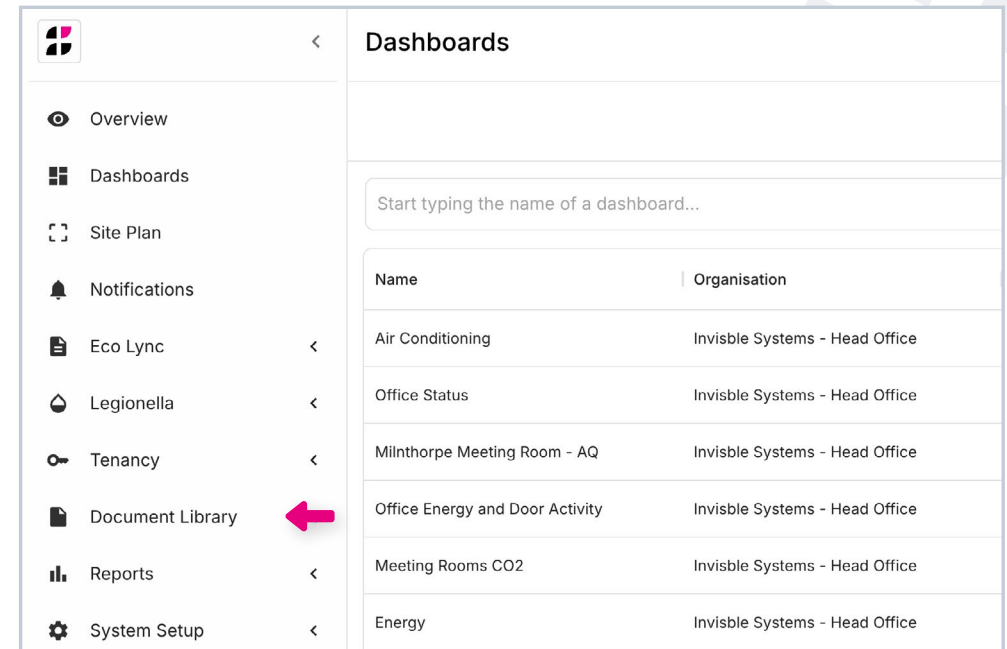 Dashboards
Overview
Dashboards
Site Plan
Notifications
Eco Lync
Legionella
Tenancy
Document Library
Reports
System Setup
Start typing the name of a dashboard...
Name Organisation
Air Conditioning Invisble Systems - Head Office
Office Status Invisble Systems - Head Office
Milnthorpe Meeting Room - AQ Invisble Systems - Head Office
Office Energy and Door Activity Invisble Systems - Head Office
Meeting Rooms CO2 Invisble Systems - Head Office
Energy Invisble Systems - Head Office